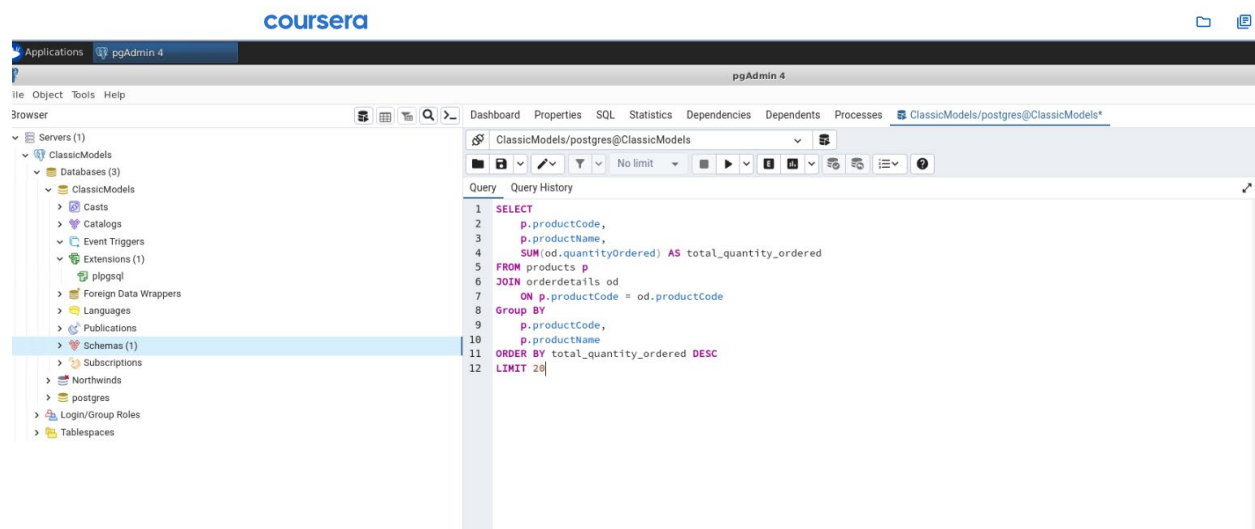 coursera
Applications pgAdmin 4
pgAdmin 4
ile Object Tools Help
Browser
Dashboard Properties SQL Statistics Dependencies Dependents Processes ClassicModels/postgres@ClassicModels*
Servers (1)
ClassicModels
Databases (3)
ClassicModels
Casts
Catalogs
Event Triggers
Extensions (1)
plpgsql
Foreign Data Wrappers
Languages
Publications
Schemas (1)
Subscriptions
Northwinds
postgres
Login/Group Roles
Tablespaces
ClassicModels/postgres@ClassicModels
No limit
E
Query Query History
1 SELECT
2 p.productCode,
3 p.productName,
4 SUM(od.quantityOrdered) AS total_quantity_ordered
5 FROM products p
6 JOIN orderdetails od
7 ON p.productCode = od.productCode
8 Group BY
9 p.productCode,
10 p.productName
11 ORDER BY total_quantity_ordered DESC
12 LIMIT 20